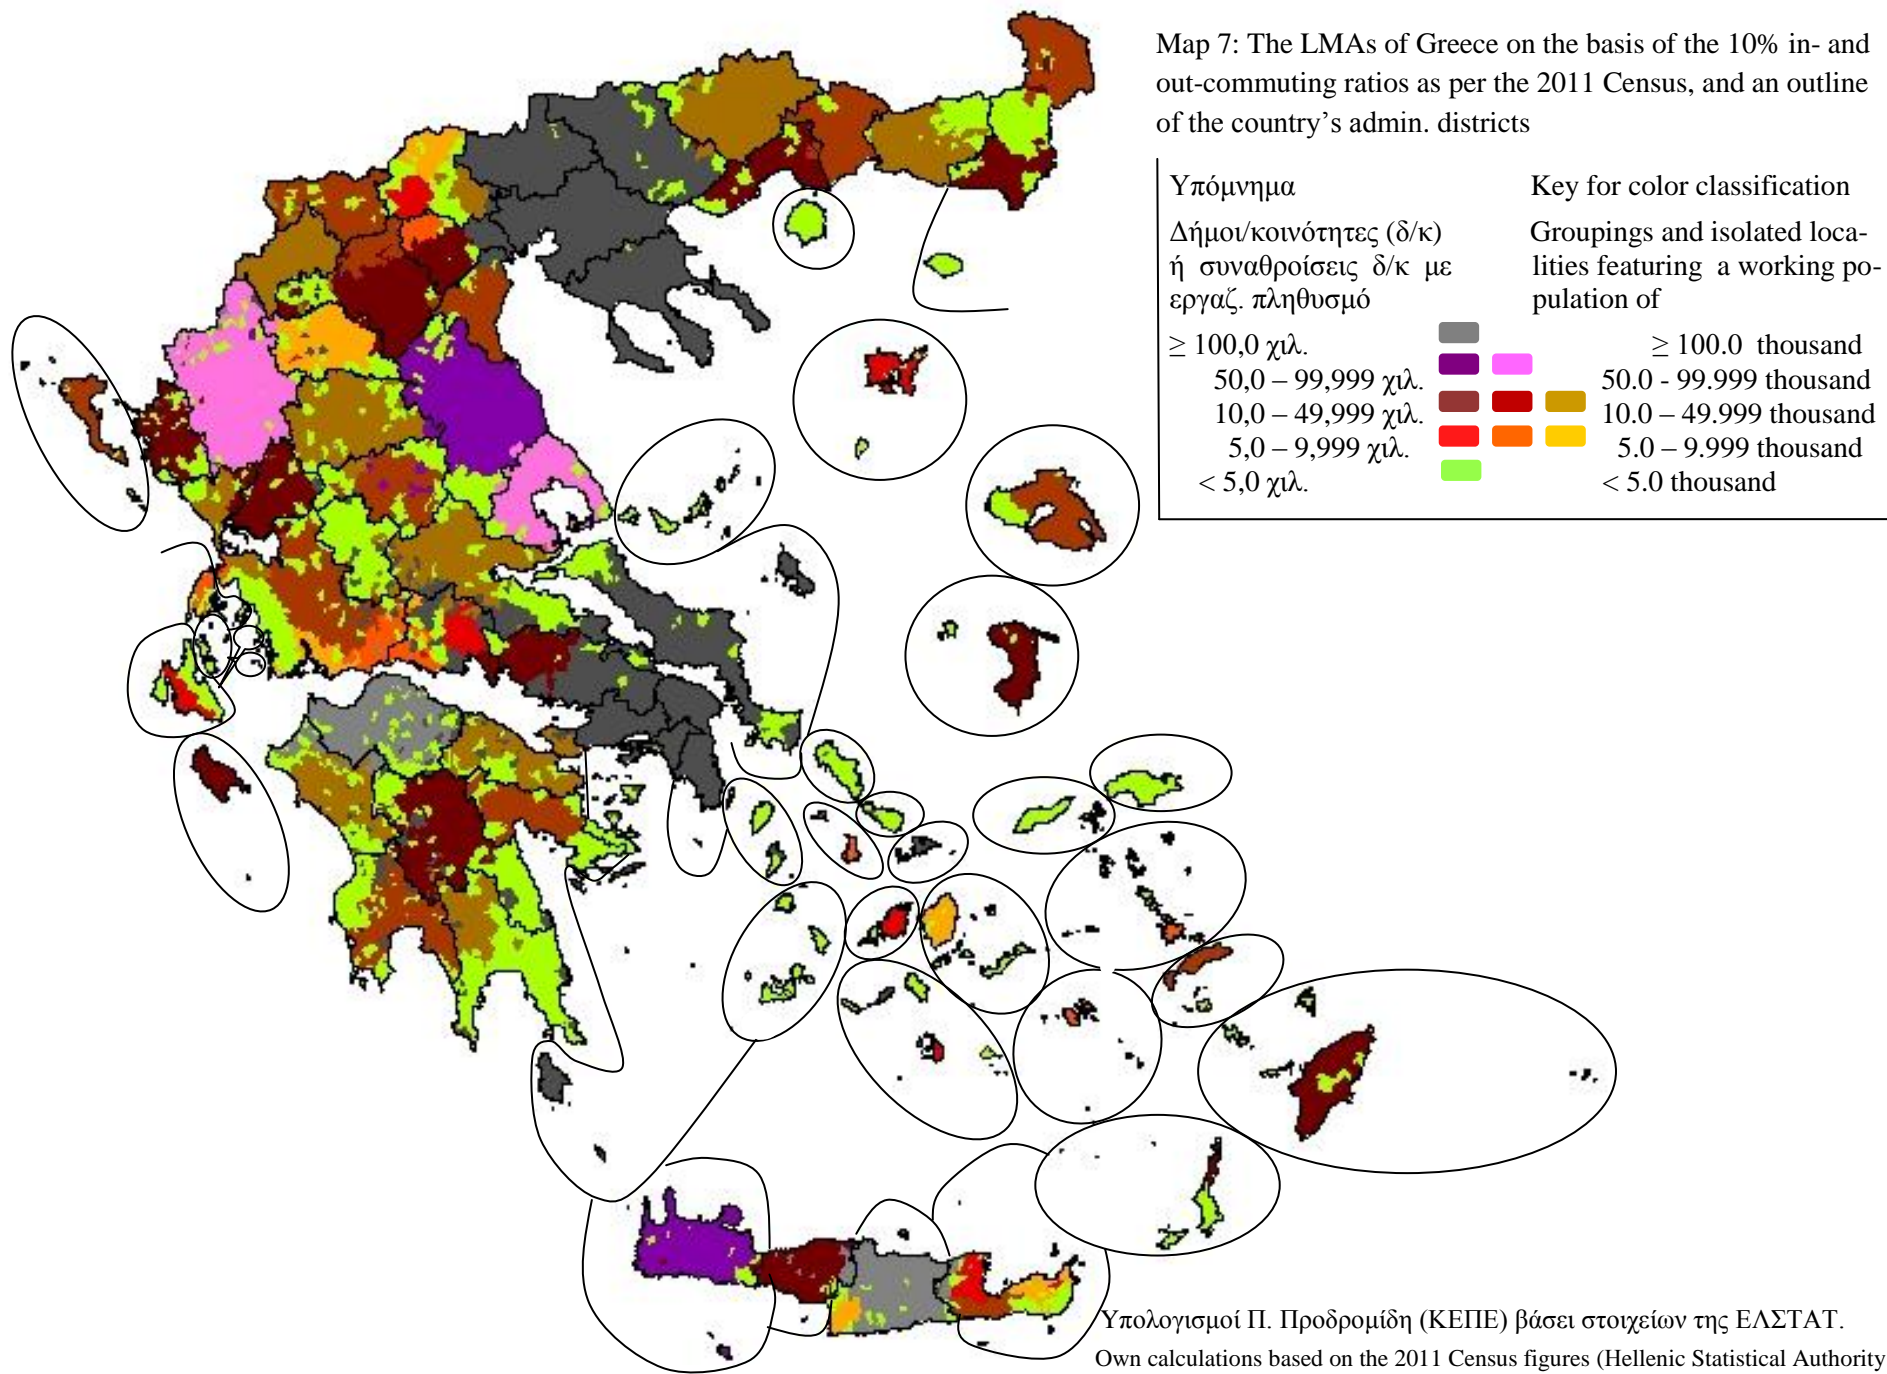 Map 7: The LMAs of Greece on the basis of the 10% in- and
out-commuting ratios as per the 2011 Census, and an outline
of the country’s admin. districts
Υπόμνημα Key for color classification
Δήμοι/κοινότητες (δ/κ) Groupings and isolated loca-
ή συναθροίσεις δ/κ με lities featuring a working po-
εργαζ. πληθυσμό pulation of
≥ 100,0 χιλ. ≥ 100.0 thousand
50,0 – 99,999 χιλ. 50.0 - 99.999 thousand
10,0 – 49,999 χιλ. 10.0 – 49.999 thousand
5,0 – 9,999 χιλ. 5.0 – 9.999 thousand
< 5,0 χιλ. < 5.0 thousand
Υπολογισμοί Π. Προδρομίδη (ΚΕΠΕ) βάσει στοιχείων της ΕΛΣΤΑΤ.
Own calculations based on the 2011 Census figures (Hellenic Statistical Authority